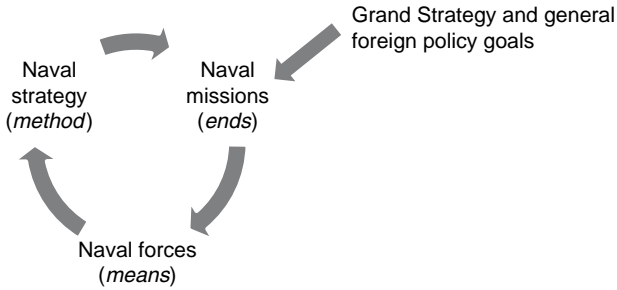 Grand Strategy and general
foreign policy goals
Naval
strategy
(method)
Naval
missions
(ends)
Naval forces
(means)